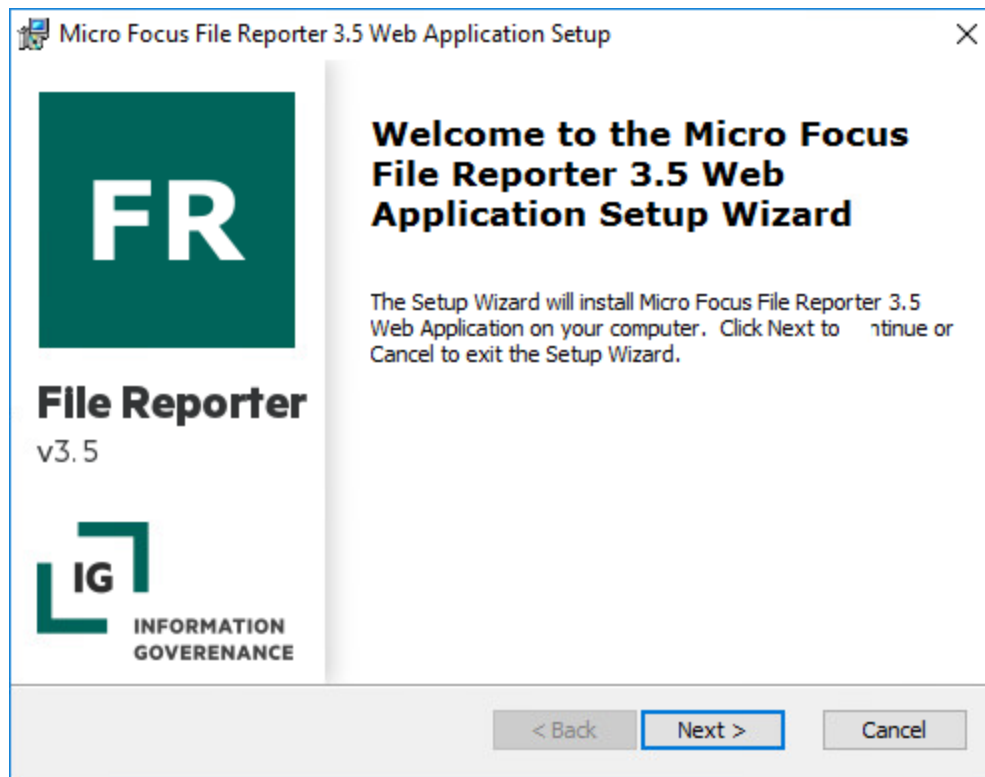 Micro Focus File Reporter 3.5 Web Application Setup
FR
File Reporter
v3.5
IG
INFORMATION
GOVERENANCE
Welcome to the Micro Focus
File Reporter 3.5 Web
Application Setup Wizard
The Setup Wizard will install Micro Focus File Reporter 3.5
Web Application on your computer. Click Next to ntinue or
Cancel to exit the Setup Wizard.
< Back
Next >
Cancel